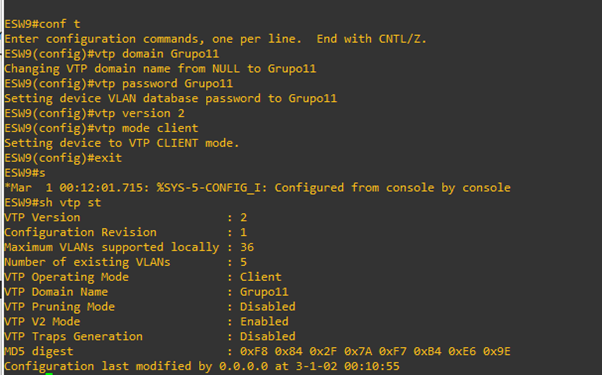 ESW9#conf t
Enter configuration commands, one per line.  End with CNTL/Z.
ESW9(config)#vtp domain Grupo11
Changing VTP domain name from NULL to Grupo11
ESW9(config)#vtp password Grupo11
Setting device VLAN database password to Grupo11
ESW9(config)#vtp version 2
ESW9(config)#vtp mode client
Setting device to VTP CLIENT mode.
ESW9(config)#exit
ESW9#s
*Mar  1 00:12:01.715: %SYS-5-CONFIG_I: Configured from console by console
ESW9#sh vtp st
VTP Version                     : 2
Configuration Revision          : 1
Maximum VLANs supported locally : 36
Number of existing VLANs        : 5
VTP Operating Mode              : Client
VTP Domain Name                 : Grupo11
VTP Pruning Mode                : Disabled
VTP V2 Mode                     : Enabled
VTP Traps Generation            : Disabled
MD5 digest                      : 0xF8 0x84 0x2F 0x7A 0xF7 0xB4 0xE6 0x9E
Configuration last modified by 0.0.0.0 at 3-1-02 00:10:55